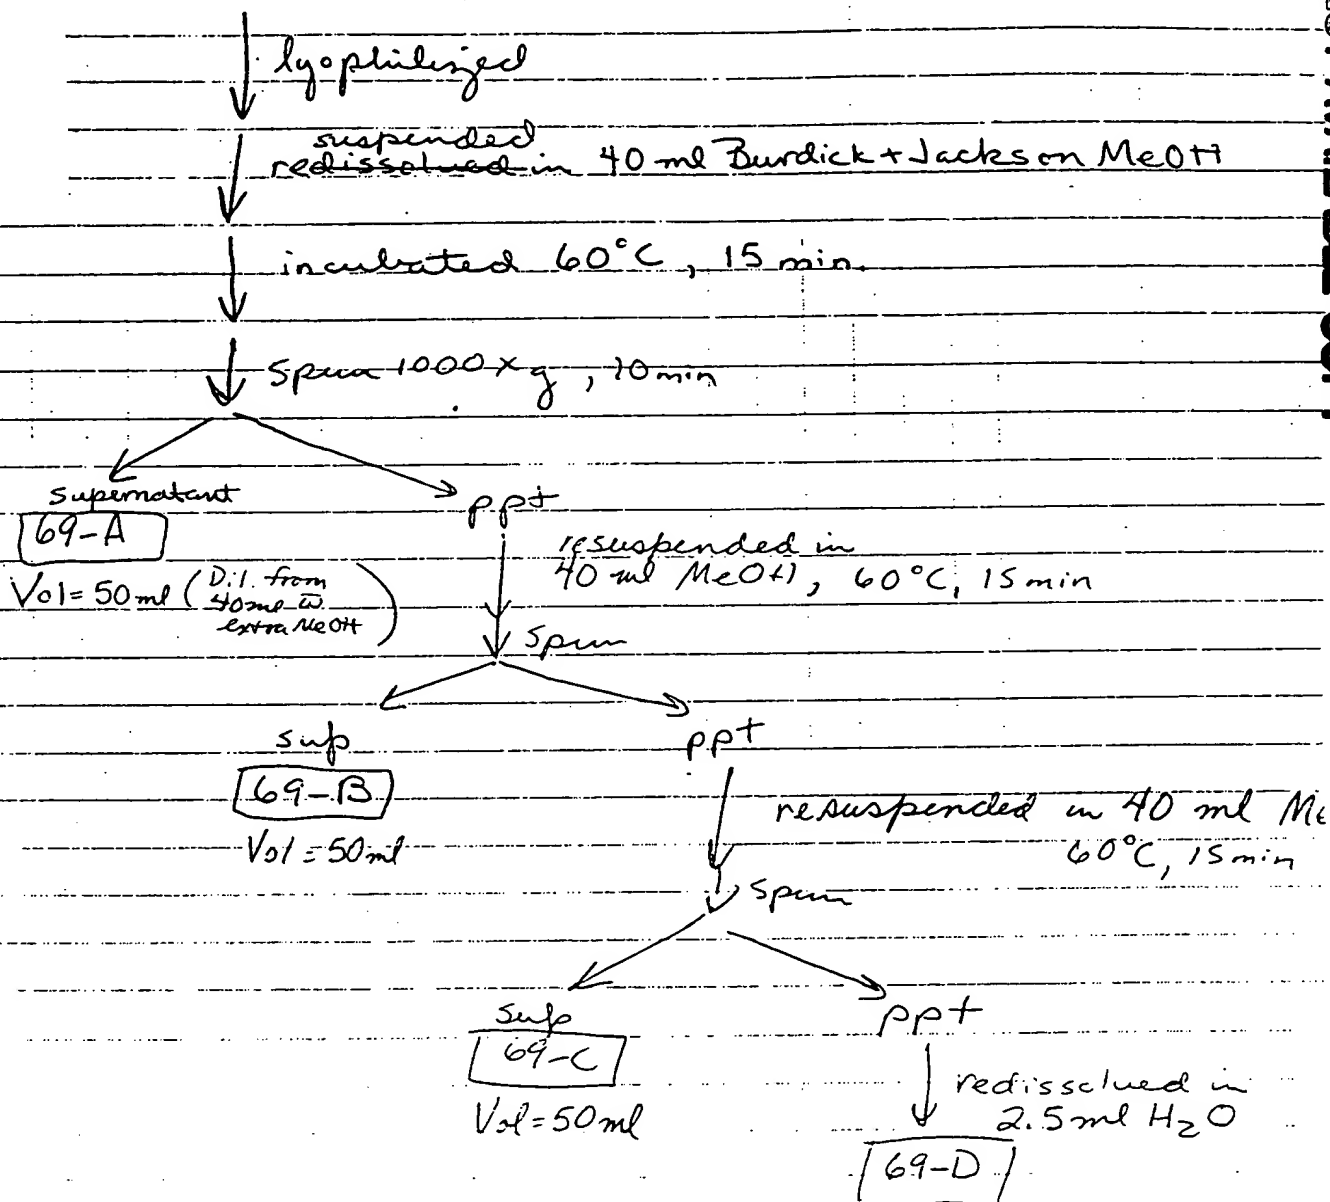 lyophilized
suspended
redissolved in 40 ml Burdick + Jackson MeOH
incubated 60°C, 15 min.
Spun 1000 x g, 10 min
supernatant
69-A
Vol = 50 ml (Dil. from
40 ml w̅
extra MeOH)
ppt
resuspended in
40 ml MeOH, 60°C, 15 min
Spun
sup
69-B
Vol = 50 ml
ppt
resuspended in 40 ml Me
60°C, 15 min
Spun
sup
69-C
Vol = 50 ml
ppt
redissolved in
2.5 ml H₂O
69-D